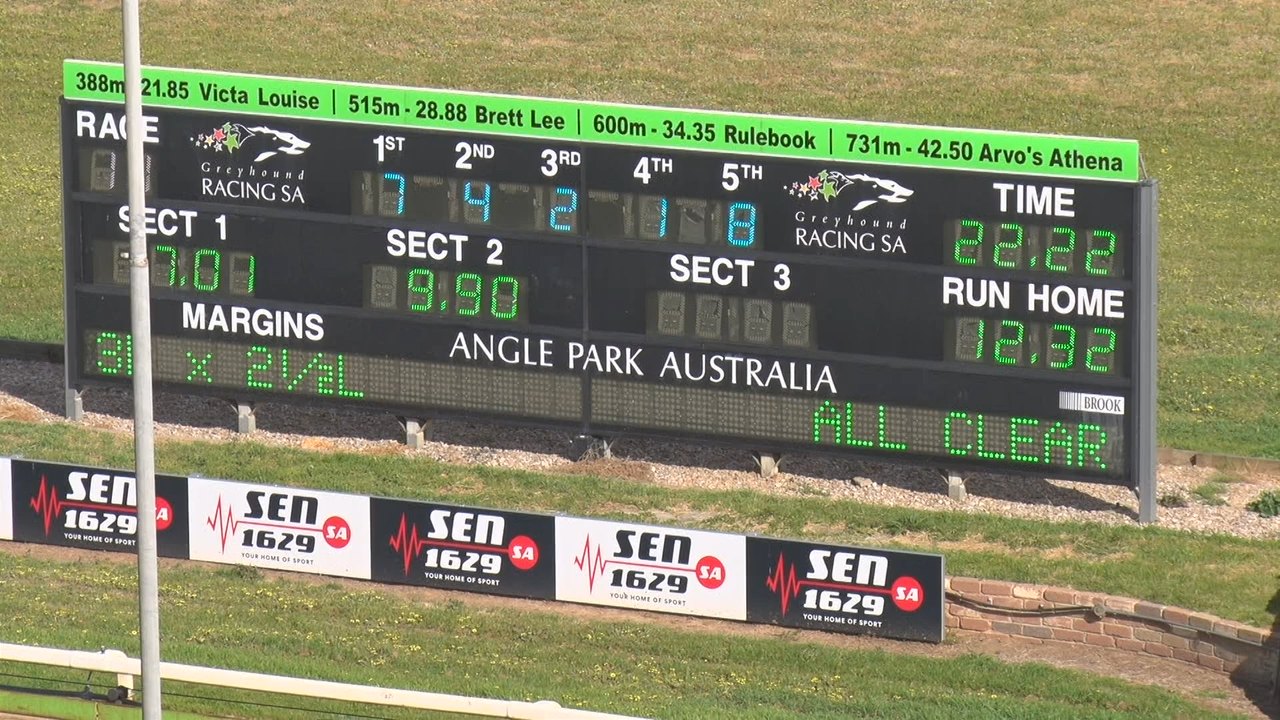 388m 21.85 Victa Louise | 515m - 28.88 Brett Lee | 600m - 34.35 Rulebook | 731m - 42.50 Arvo's Athena
RACE
Greyhound
RACING SA
1ST 2ND 3RD 4TH 5TH
7 4 2 1 8
Greyhound
RACING SA
TIME
22.22
SECT 1
7.01
SECT 2
9.90
SECT 3
RUN HOME
12.32
MARGINS
ANGLE PARK AUSTRALIA
BROOK
x
ALL CLEAR
SEN
1629 SA
YOUR HOME OF SPORT
SEN
1629 SA
YOUR HOME OF SPORT
SEN
1629 SA
YOUR HOME OF SPORT
SEN
1629 SA
YOUR HOME OF SPORT
SEN
1629 SA
YOUR HOME OF SPORT